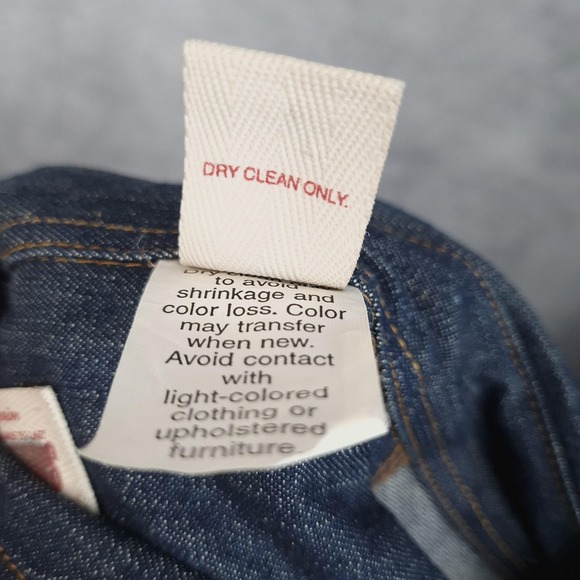 DRY CLEAN ONLY.
to avoid
shrinkage and
color loss. Color
may transfer
when new.
Avoid contact
with
light-colored
clothing or
upholstered
furniture.